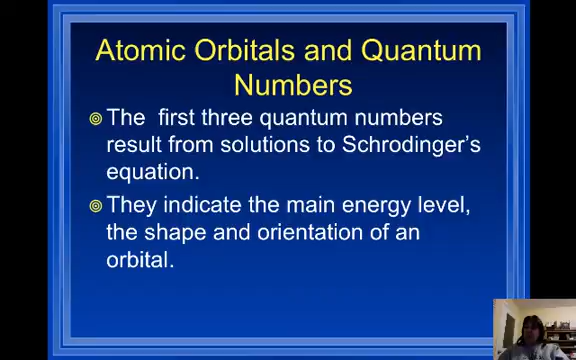 Atomic Orbitals and Quantum
Numbers
The first three quantum numbers
result from solutions to Schrodinger's
equation.
They indicate the main energy level,
the shape and orientation of an
orbital.